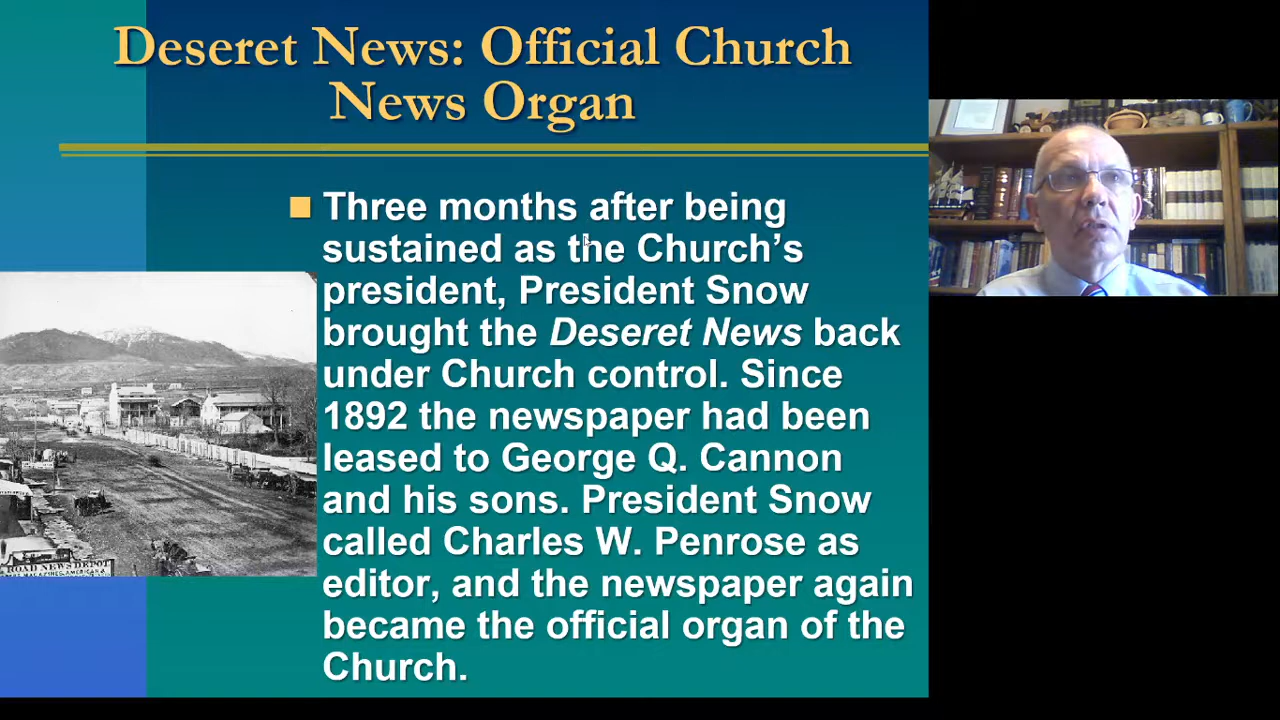 Deseret News: Official Church
News Organ
Three months after being
sustained as the Church’s
president, President Snow
brought the Deseret News back
under Church control. Since
1892 the newspaper had been
leased to George Q. Cannon
and his sons. President Snow
called Charles W. Penrose as
editor, and the newspaper again
became the official organ of the
Church.
ROAD NEWS DEPOT